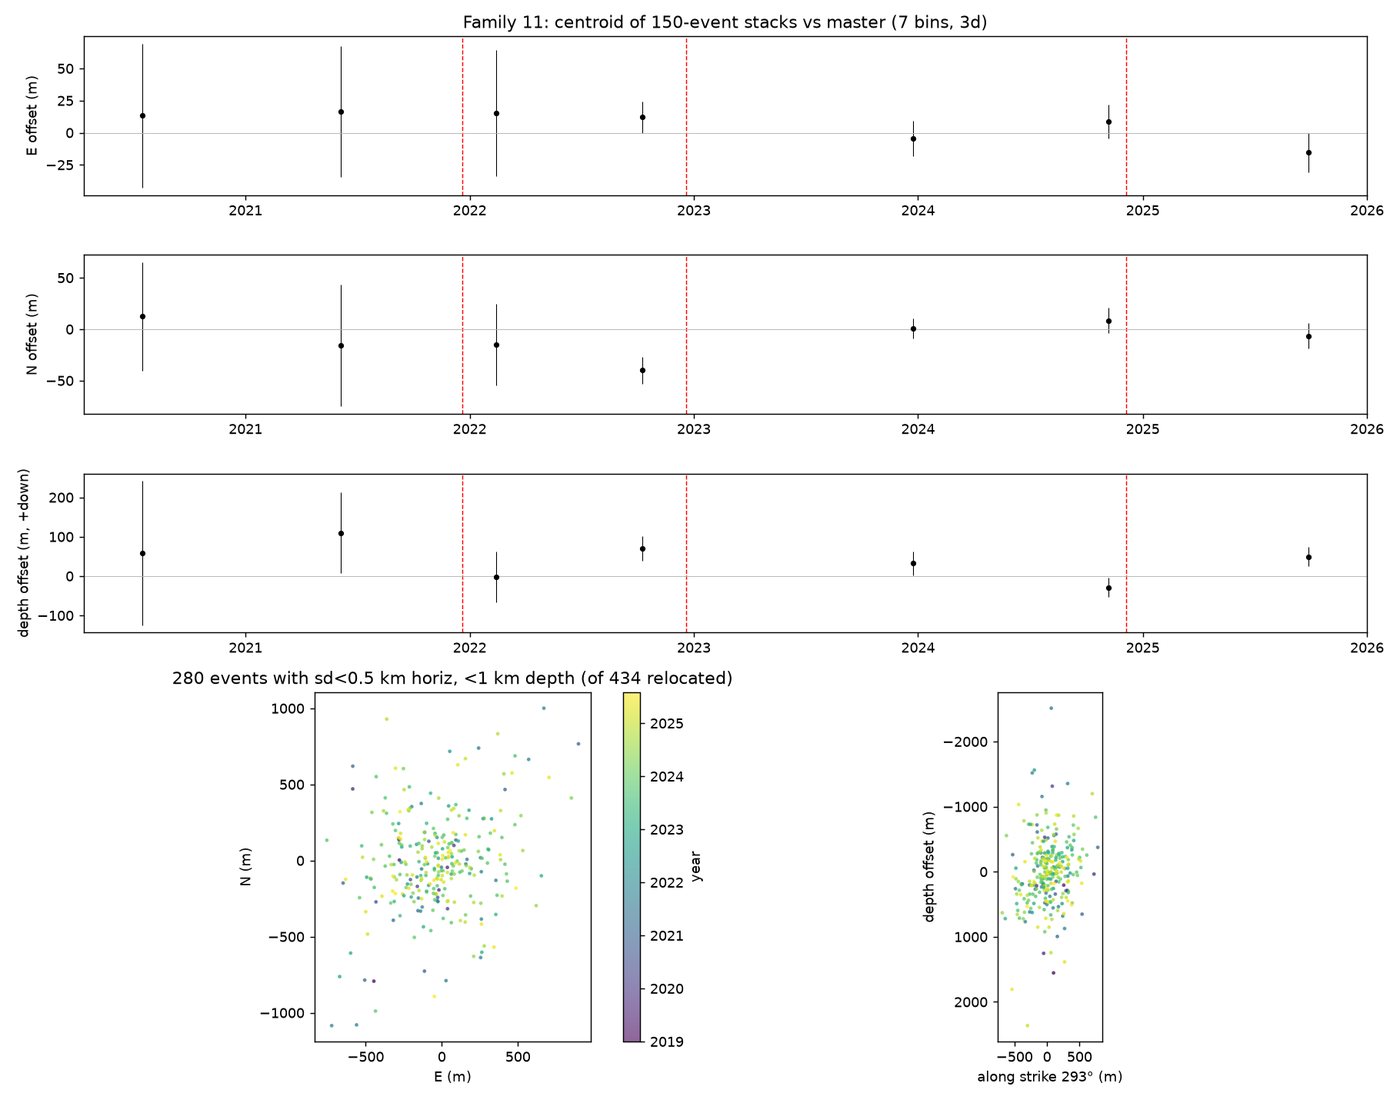 Family 11: centroid of 150-event stacks vs master (7 bins, 3d)
E offset (m)
50
25
0
−25
2021 2022 2023 2024 2025 2026
N offset (m)
50
0
−50
2021 2022 2023 2024 2025 2026
depth offset (m, +down)
200
100
0
−100
2021 2022 2023 2024 2025 2026
280 events with sd<0.5 km horiz, <1 km depth (of 434 relocated)
N (m)
1000
500
0
−500
−1000
−500 0 500
E (m)
2025
2024
2023
2022
2021
2020
2019
year
depth offset (m)
−2000
−1000
0
1000
2000
−500 0 500
along strike 293° (m)